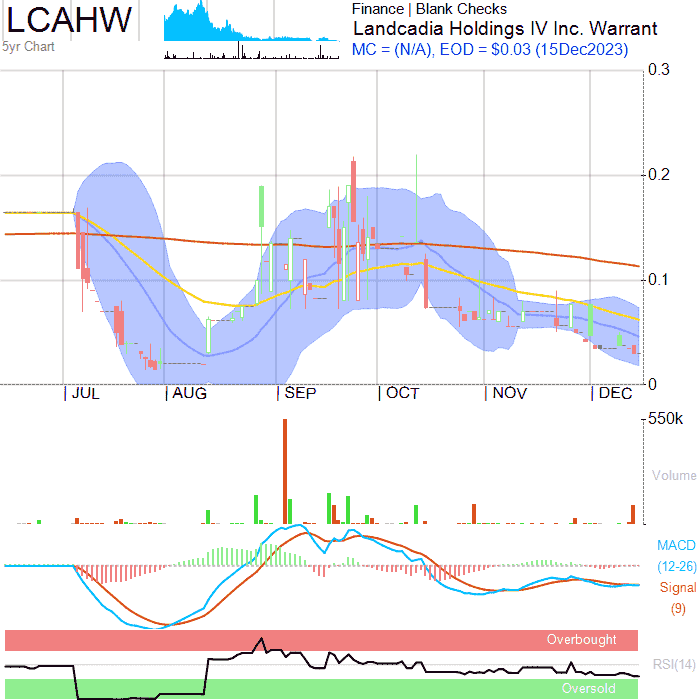 LCAHW
5yr Chart
Finance | Blank Checks
Landcadia Holdings IV Inc. Warrant
MC = (N/A), EOD = $0.03 (15Dec2023)
0.3
0.2
0.1
0
| JUL | AUG | SEP | OCT | NOV | DEC
550k
Volume
MACD
(12-26)
Signal
(9)
Overbought
RSI(14)
Oversold